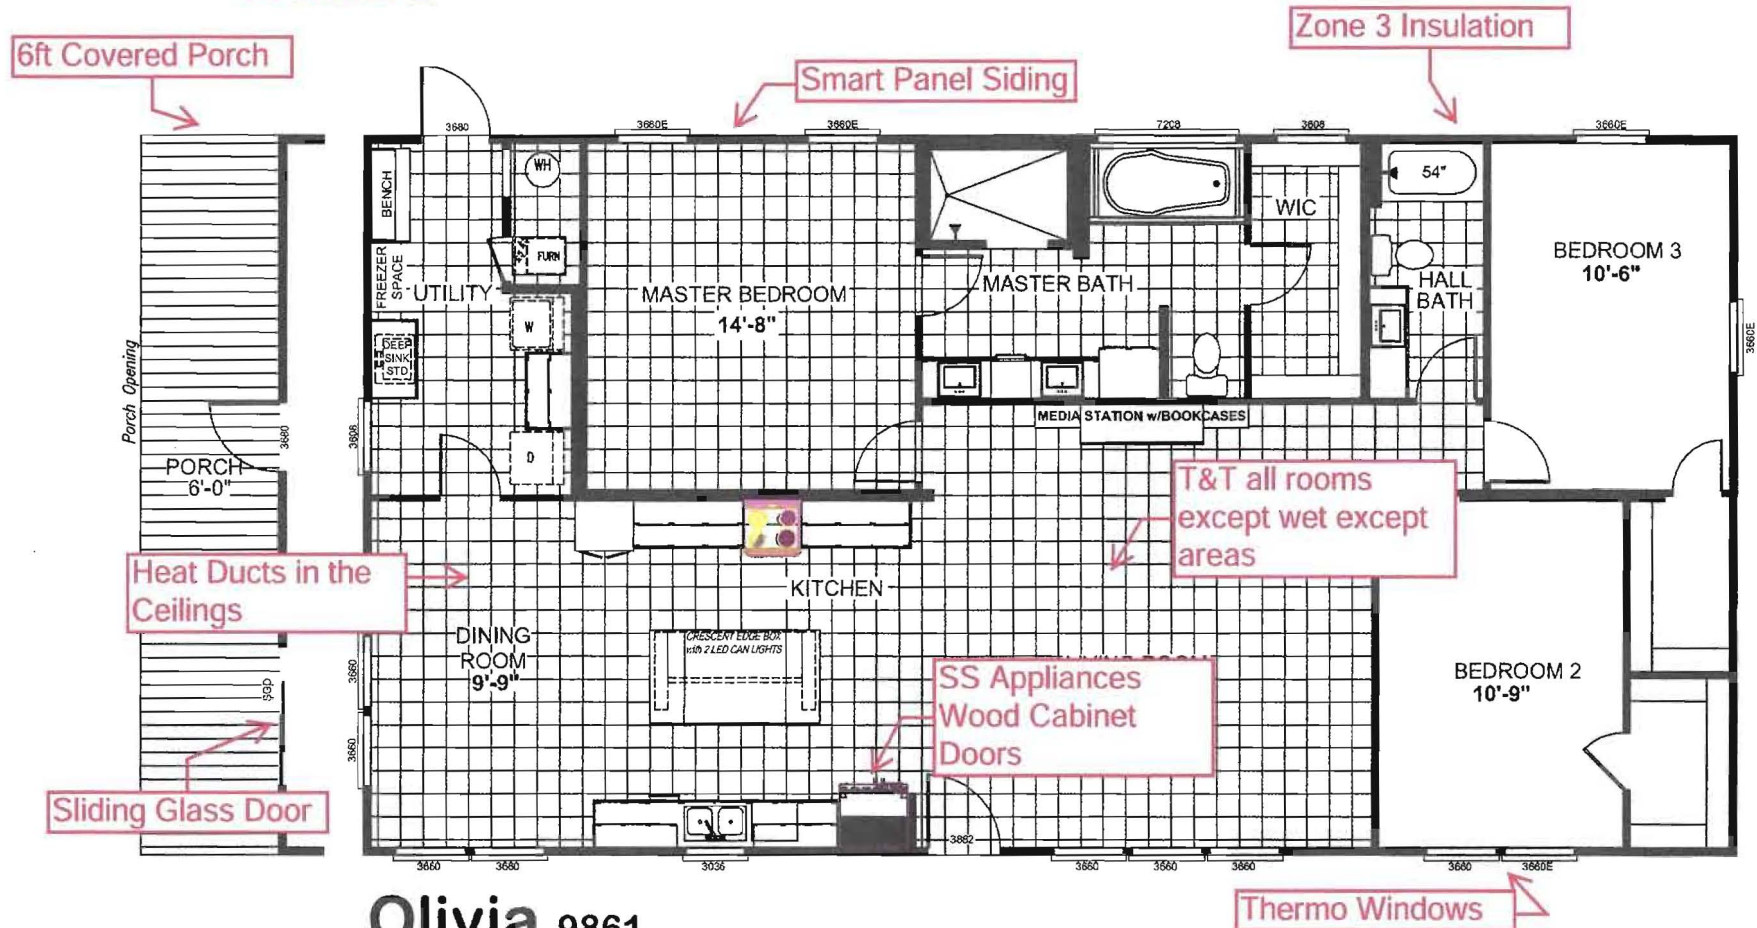 6ft Covered Porch
Zone 3 Insulation
Smart Panel Siding
3680
3660E
3660E
7208
3608
3660E
BENCH
WH
54"
WIC
FREEZER
SPACE
FURN
UTILITY
MASTER BEDROOM
14'-8"
MASTER BATH
HALL
BATH
BEDROOM 3
10'-6"
W
DEEP
SINK
STD
3660E
Porch Opening
MEDIA STATION w/BOOKCASES
3680
3608
D
PORCH
6'-0"
T&T all rooms
except wet except
areas
Heat Ducts in the
Ceilings
KITCHEN
DINING
ROOM
9'-9"
CRESCENT EDGE BOX
with 2 LED CAN LIGHTS
SS Appliances
Wood Cabinet
Doors
BEDROOM 2
10'-9"
3660
SGD
3660
Sliding Glass Door
3882
3660
3660
3036
3660
3560
3660
3660
3660E
Olivia 9861
Thermo Windows